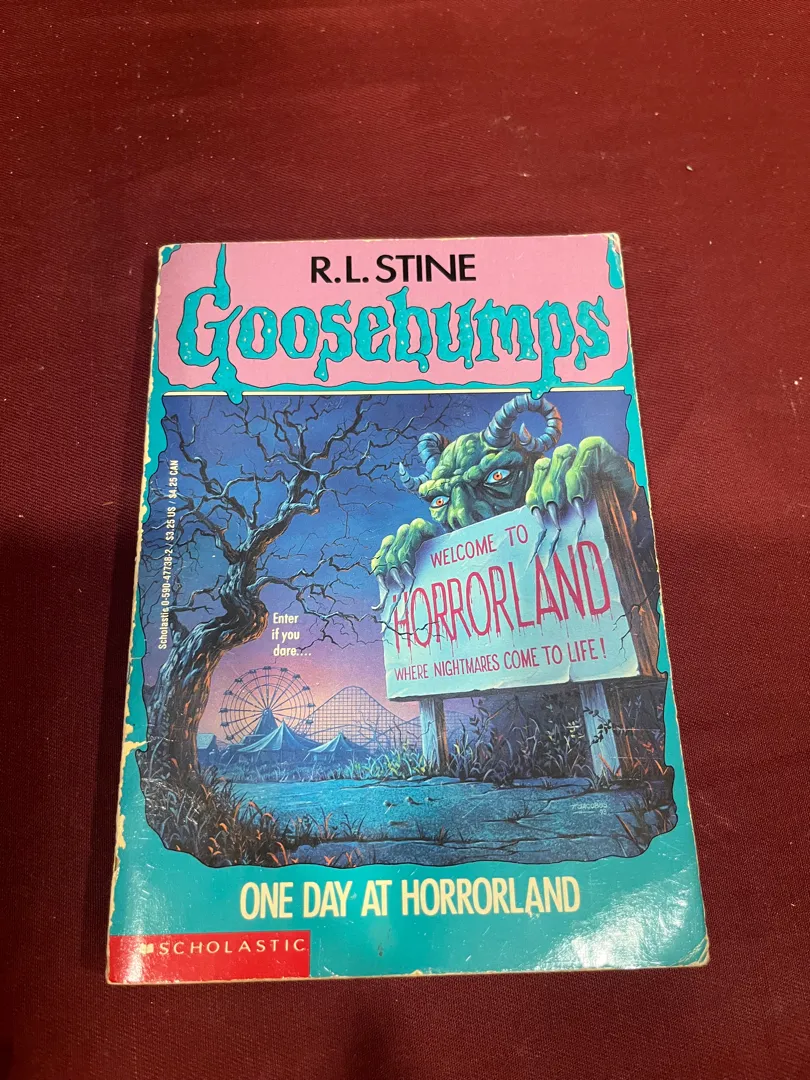 R.L. STINE
Goosebumps
Scholastic 0-590-47738-2 / $3.25 US / $4.25 CAN
WELCOME TO
HORRORLAND
WHERE NIGHTMARES COME TO LIFE!
Enter
if you
dare....
ONE DAY AT HORRORLAND
SCHOLASTIC